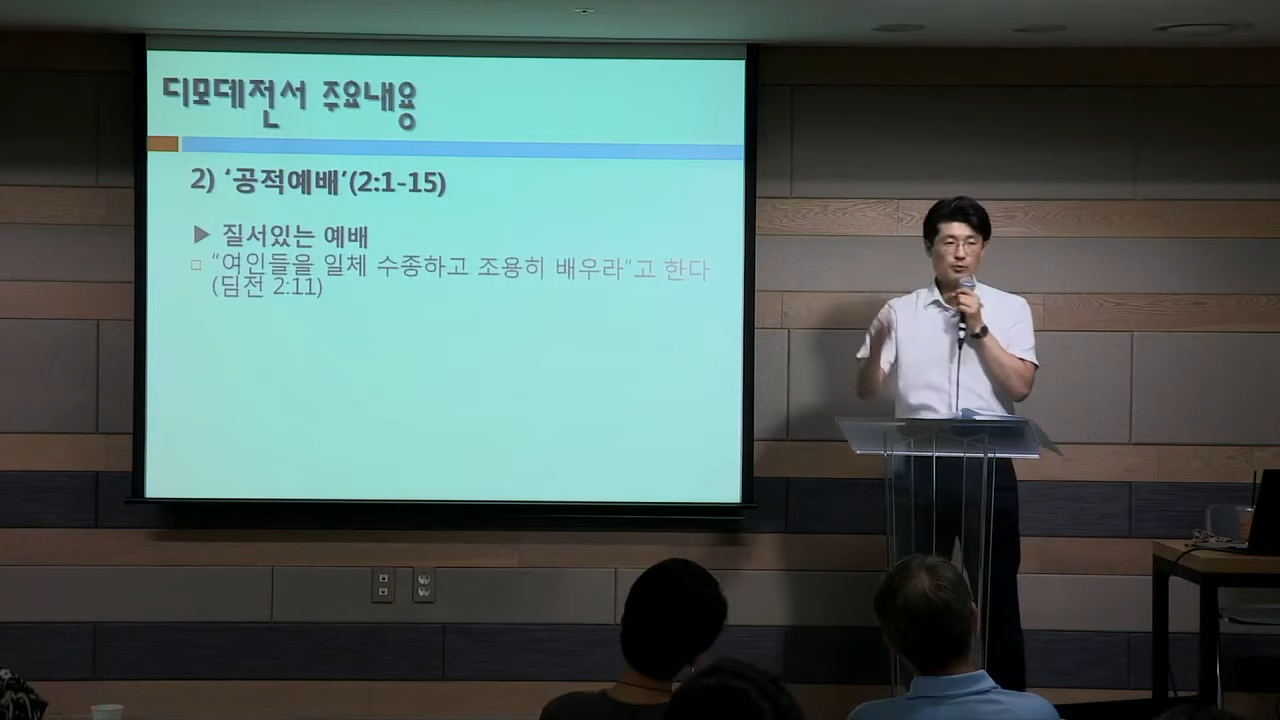 디모데전서 주요내용
2) ‘공적예배‘(2:1-15)
▶ 질서있는 예배
□ “여인들을 일체 수종하고 조용히 배우라”고 한다
(딤전 2:11)